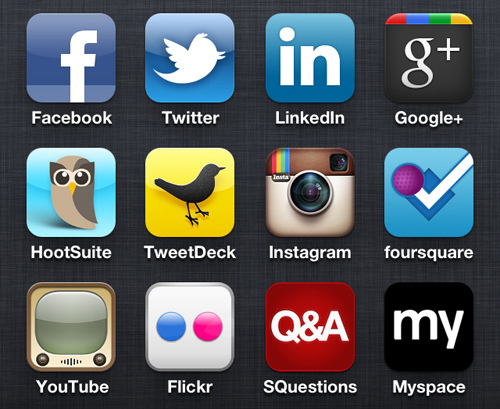 f
in
g+
Facebook Twitter LinkedIn Google+
Insta
HootSuite TweetDeck Instagram foursquare
Q&A
my
YouTube Flickr SQuestions Myspace